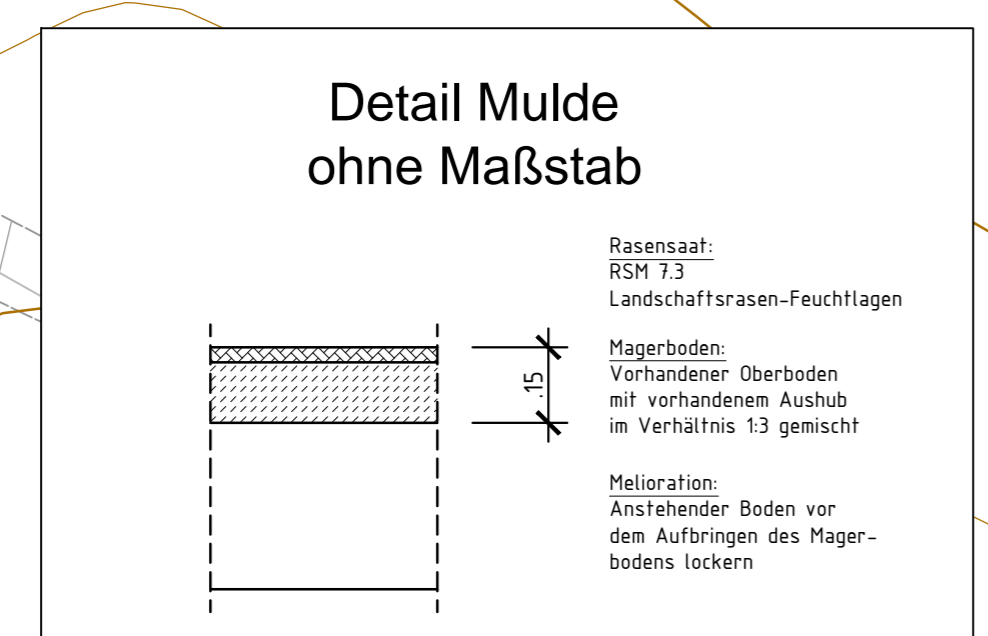 Detail Mulde
ohne Maßstab
Rasensaat:
RSM 7.3
Landschaftsrasen-Feuchtlagen
.15
Magerboden:
Vorhandener Oberboden
mit vorhandenem Aushub
im Verhältnis 1:3 gemischt
Melioration:
Anstehender Boden vor
dem Aufbringen des Mager-
bodens lockern